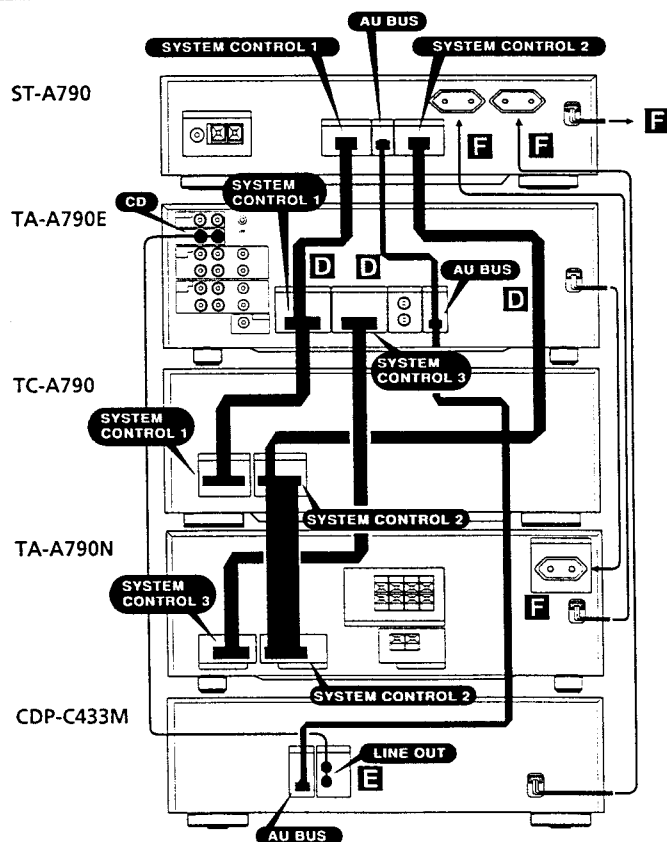 AU BUS
SYSTEM CONTROL 1
SYSTEM CONTROL 2
ST-A790
F
F
F
SYSTEM
CONTROL 1
TA-A790E
CD
D
D
D
AU BUS
SYSTEM
CONTROL 3
TC-A790
SYSTEM
CONTROL 1
SYSTEM CONTROL 2
TA-A790N
SYSTEM
CONTROL 3
F
SYSTEM CONTROL 2
CDP-C433M
LINE OUT
E
AU BUS